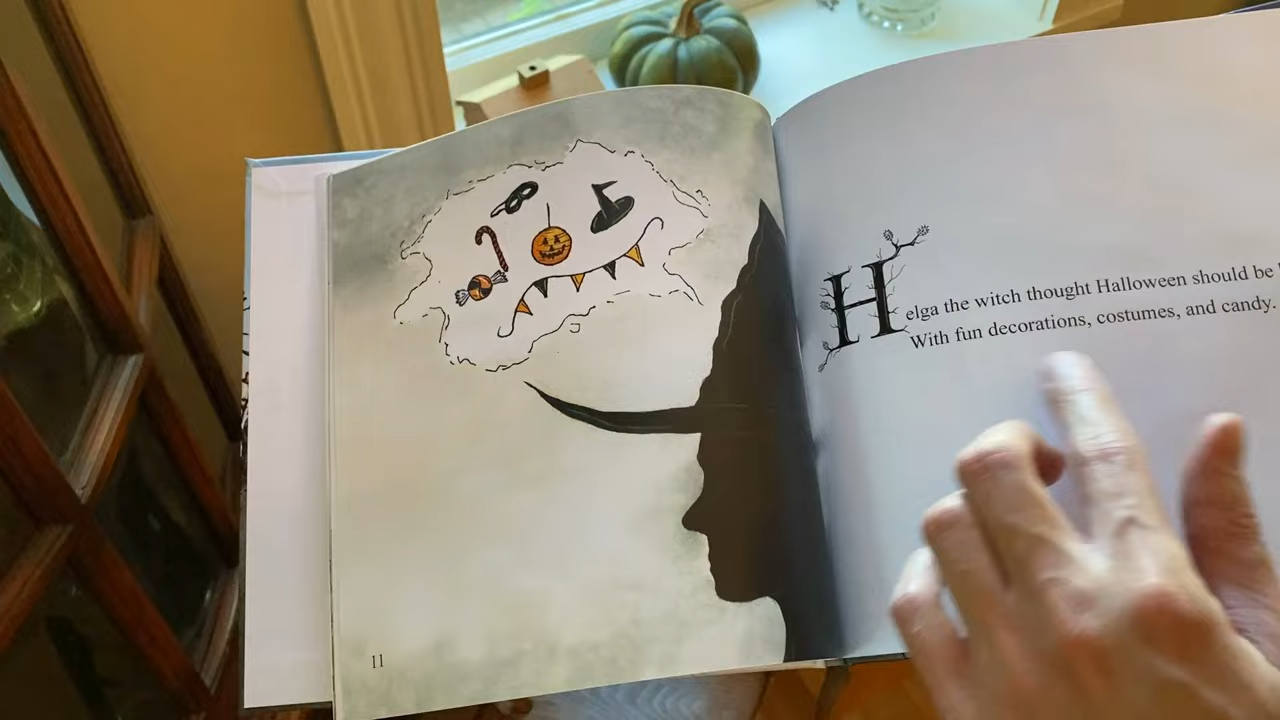 Helga the witch thought Halloween should be
With fun decorations, costumes, and candy.
11